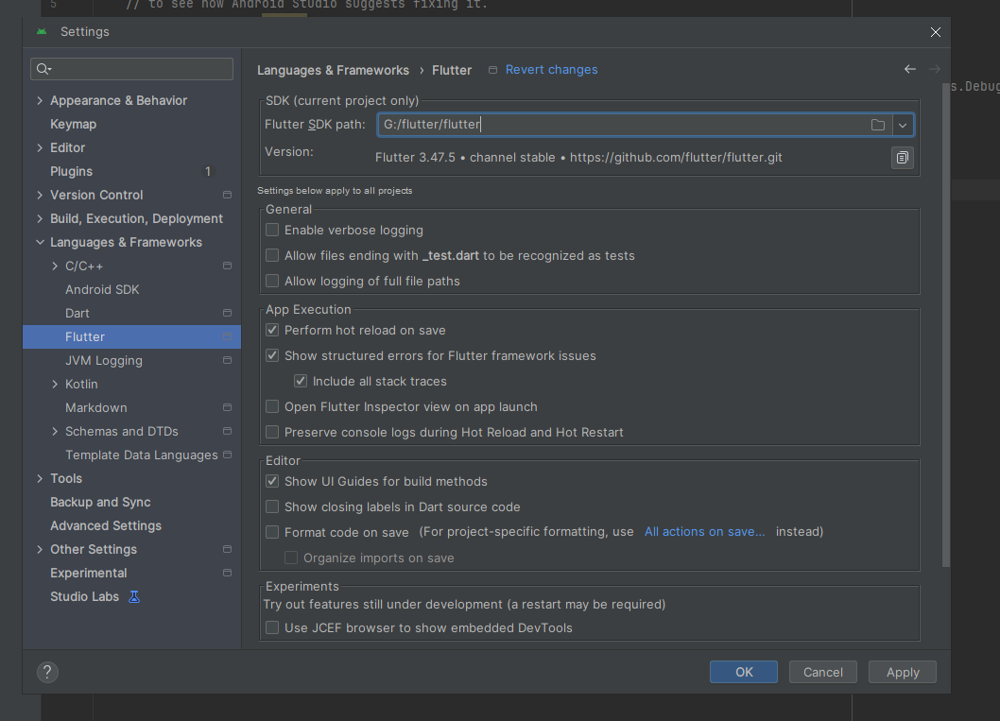 5 // to see how Android Studio suggests fixing it.
Settings
Languages & Frameworks › Flutter Revert changes
Appearance & Behavior
Keymap
Editor
Plugins 1
Version Control
Build, Execution, Deployment
Languages & Frameworks
C/C++
Android SDK
Dart
Flutter
JVM Logging
Kotlin
Markdown
Schemas and DTDs
Template Data Languages
Tools
Backup and Sync
Advanced Settings
Other Settings
Experimental
Studio Labs
SDK (current project only)
Flutter SDK path: G:/flutter/flutter
Version: Flutter 3.47.5 • channel stable • https://github.com/flutter/flutter.git
Settings below apply to all projects
General
Enable verbose logging
Allow files ending with _test.dart to be recognized as tests
Allow logging of full file paths
App Execution
Perform hot reload on save
Show structured errors for Flutter framework issues
Include all stack traces
Open Flutter Inspector view on app launch
Preserve console logs during Hot Reload and Hot Restart
Editor
Show UI Guides for build methods
Show closing labels in Dart source code
Format code on save (For project-specific formatting, use All actions on save... instead)
Organize imports on save
Experiments
Try out features still under development (a restart may be required)
Use JCEF browser to show embedded DevTools
s.Debug
? OK Cancel Apply